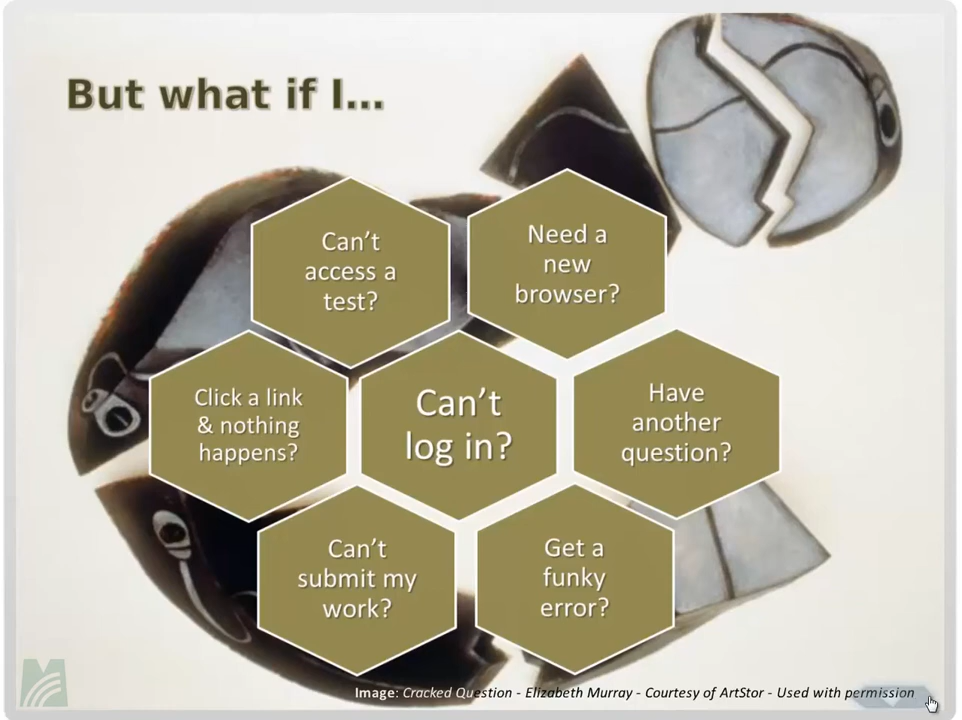 But what if I...
Can't
access a
test?
Need a
new
browser?
Click a link
& nothing
happens?
Can't
log in?
Have
another
question?
Can't
submit my
work?
Get a
funky
error?
Image: Cracked Question - Elizabeth Murray - Courtesy of ArtStor - Used with permission